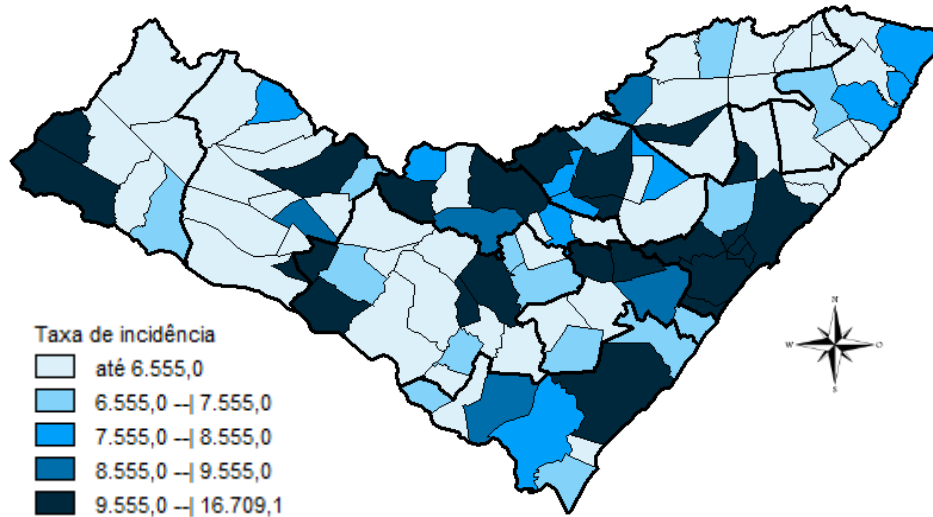 Taxa de incidência
até 6.555,0
6.555,0 --| 7.555,0
7.555,0 --| 8.555,0
8.555,0 --| 9.555,0
9.555,0 --| 16.709,1
N
W
O
S